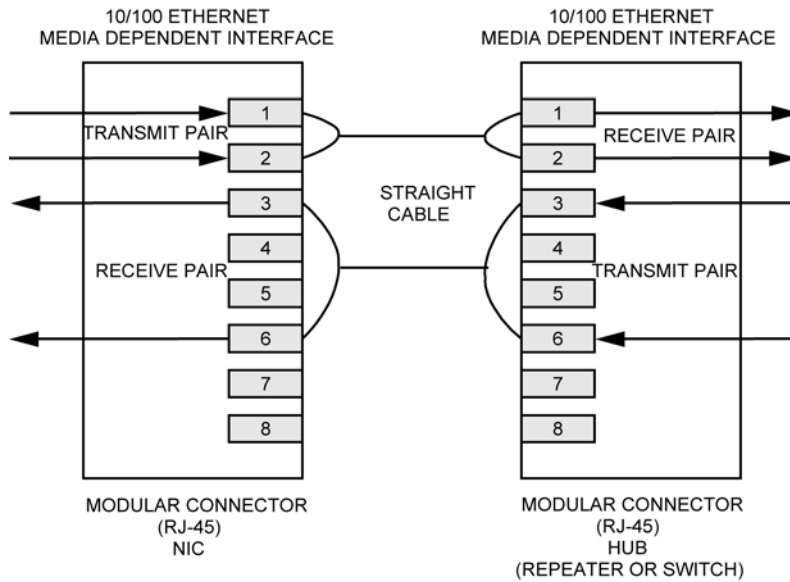 10/100 ETHERNET
MEDIA DEPENDENT INTERFACE
10/100 ETHERNET
MEDIA DEPENDENT INTERFACE
1
TRANSMIT PAIR
2
3
4
RECEIVE PAIR
5
6
7
8
STRAIGHT
CABLE
1
RECEIVE PAIR
2
3
4
TRANSMIT PAIR
5
6
7
8
MODULAR CONNECTOR
(RJ-45)
NIC
MODULAR CONNECTOR
(RJ-45)
HUB
(REPEATER OR SWITCH)